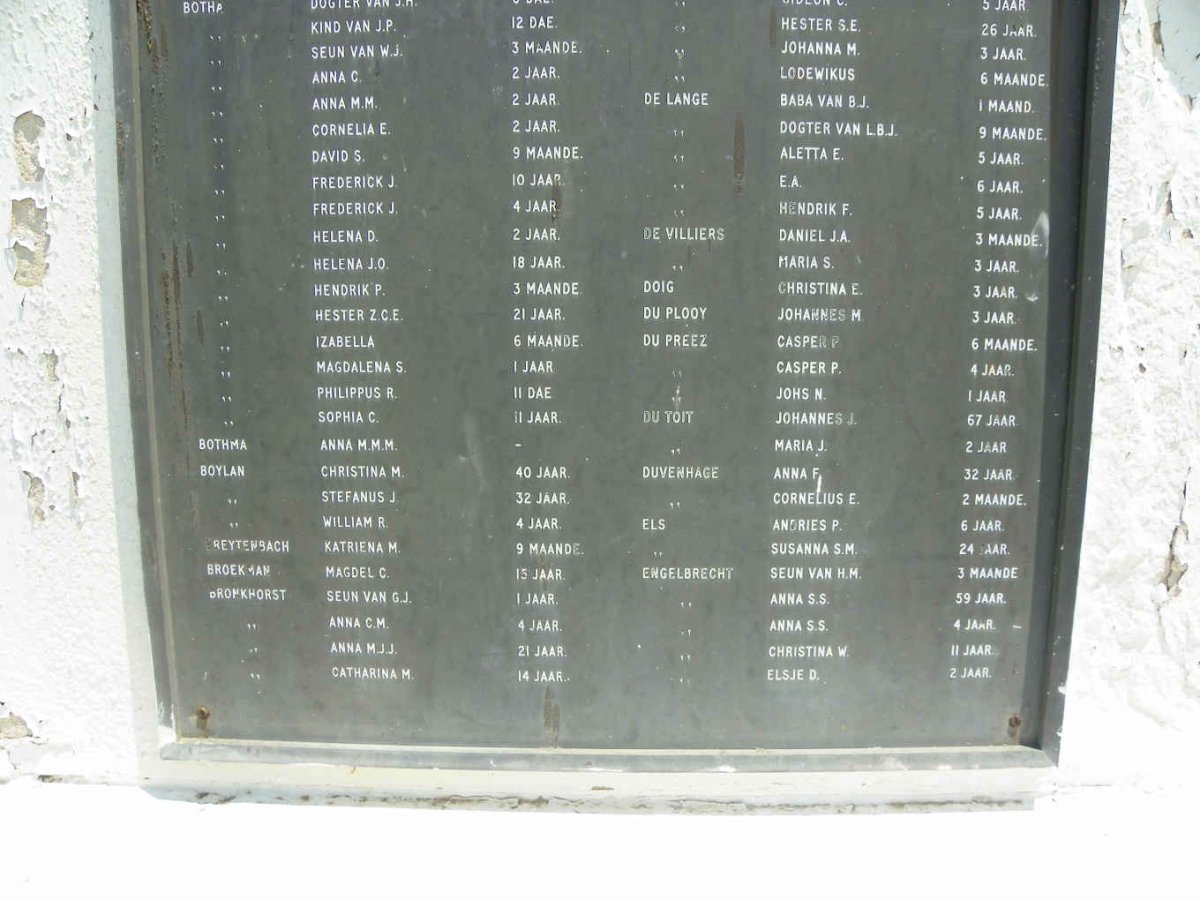 BOTHA DOGTER VAN J.H. DAE.
,, KIND VAN J.P. 12 DAE.
,, SEUN VAN W.J. 3 MAANDE.
,, ANNA C. 2 JAAR.
,, ANNA M.M. 2 JAAR.
,, CORNELIA E. 2 JAAR.
,, DAVID S. 9 MAANDE.
,, FREDERICK J. 10 JAAR.
,, FREDERICK J. 4 JAAR.
,, HELENA D. 2 JAAR.
,, HELENA J.O. 18 JAAR.
,, HENDRIK P. 3 MAANDE.
,, HESTER Z.C.E. 21 JAAR.
,, IZABELLA 6 MAANDE.
,, MAGDALENA S. 1 JAAR
,, PHILIPPUS R. 11 DAE
,, SOPHIA C. 11 JAAR.
BOTHMA ANNA M.M.M. -
BOYLAN CHRISTINA M. 40 JAAR.
,, STEFANUS J. 32 JAAR.
,, WILLIAM R. 4 JAAR.
BREYTENBACH KATRIENA M. 9 MAANDE.
BROEKMAN MAGDEL C. 15 JAAR.
BRONKHORST SEUN VAN G.J. 1 JAAR.
,, ANNA C.M. 4 JAAR.
,, ANNA M.J.J. 21 JAAR.
,, CATHARINA M. 14 JAAR.
,, GIDEON C. 5 JAAR.
,, HESTER S.E. 26 JAAR.
,, JOHANNA M. 3 JAAR.
,, LODEWIKUS 6 MAANDE.
DE LANGE BABA VAN B.J. 1 MAAND.
,, DOGTER VAN L.B.J. 9 MAANDE.
,, ALETTA E. 5 JAAR.
,, E.A. 6 JAAR.
,, HENDRIK F. 5 JAAR.
DE VILLIERS DANIEL J.A. 3 MAANDE.
,, MARIA S. 3 JAAR.
DOIG CHRISTINA E. 3 JAAR.
DU PLOOY JOHANNES M. 3 JAAR.
DU PREEZ CASPER P. 6 MAANDE.
,, CASPER P. 4 JAAR.
,, JOHS N. 1 JAAR.
DU TOIT JOHANNES J. 67 JAAR.
,, MARIA J. 2 JAAR
DUVENHAGE ANNA F. 32 JAAR.
,, CORNELIUS E. 2 MAANDE.
ELS ANDRIES P. 6 JAAR.
,, SUSANNA S.M. 24 JAAR.
ENGELBRECHT SEUN VAN H.M. 3 MAANDE
,, ANNA S.S. 59 JAAR.
,, ANNA S.S. 4 JAAR.
,, CHRISTINA W. 11 JAAR.
,, ELSJE D. 2 JAAR.